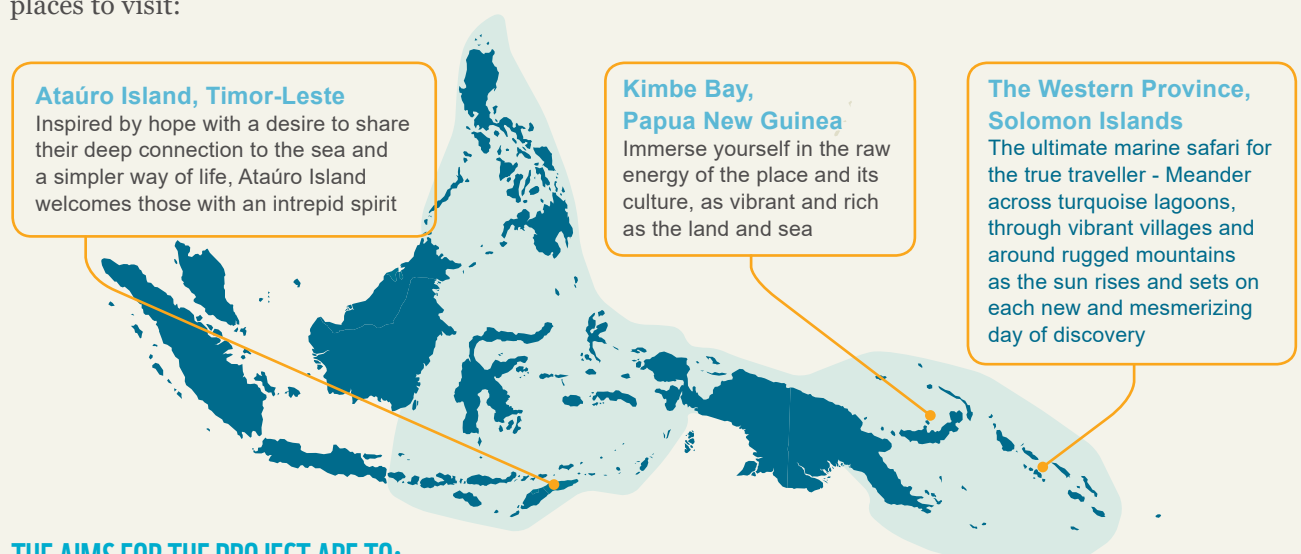 places to visit:
Ataúro Island, Timor-Leste
Inspired by hope with a desire to share
their deep connection to the sea and
a simpler way of life, Ataúro Island
welcomes those with an intrepid spirit
Kimbe Bay,
Papua New Guinea
Immerse yourself in the raw
energy of the place and its
culture, as vibrant and rich
as the land and sea
The Western Province,
Solomon Islands
The ultimate marine safari for
the true traveller - Meander
across turquoise lagoons,
through vibrant villages and
around rugged mountains
as the sun rises and sets on
each new and mesmerizing
day of discovery
THE AIMS FOR THE PROJECT ARE TO: